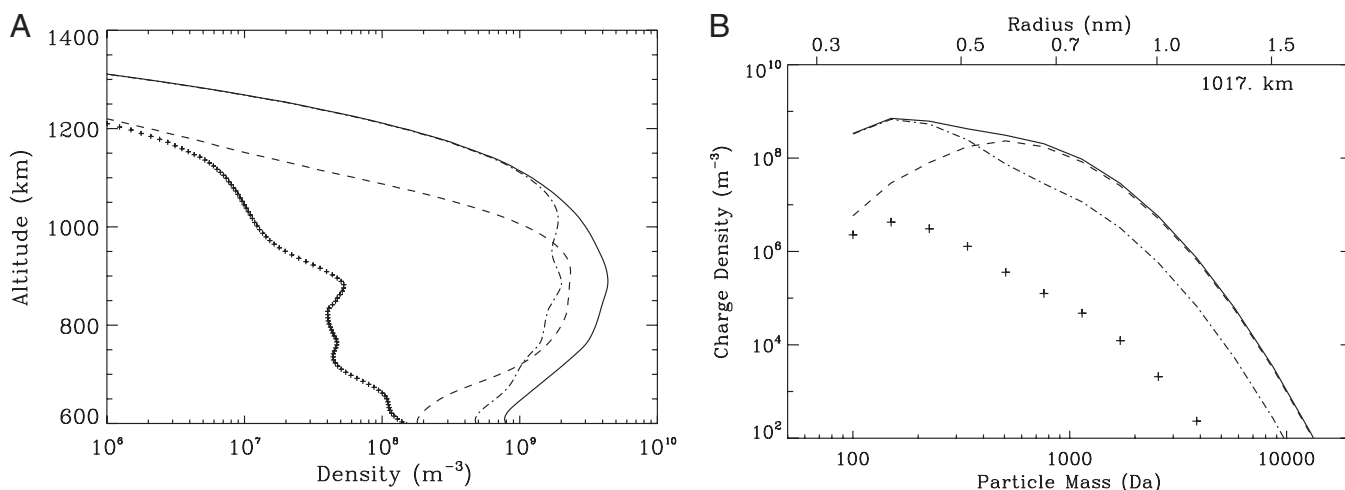 A
1400
1200
1000
800
600
Altitude (km)
10⁶ 10⁷ 10⁸ 10⁹ 10¹⁰
Density (m⁻³)
B
Radius (nm)
0.3 0.5 0.7 1.0 1.5
1017. km
10¹⁰
10⁸
10⁶
10⁴
10²
Charge Density (m⁻³)
100 1000 10000
Particle Mass (Da)